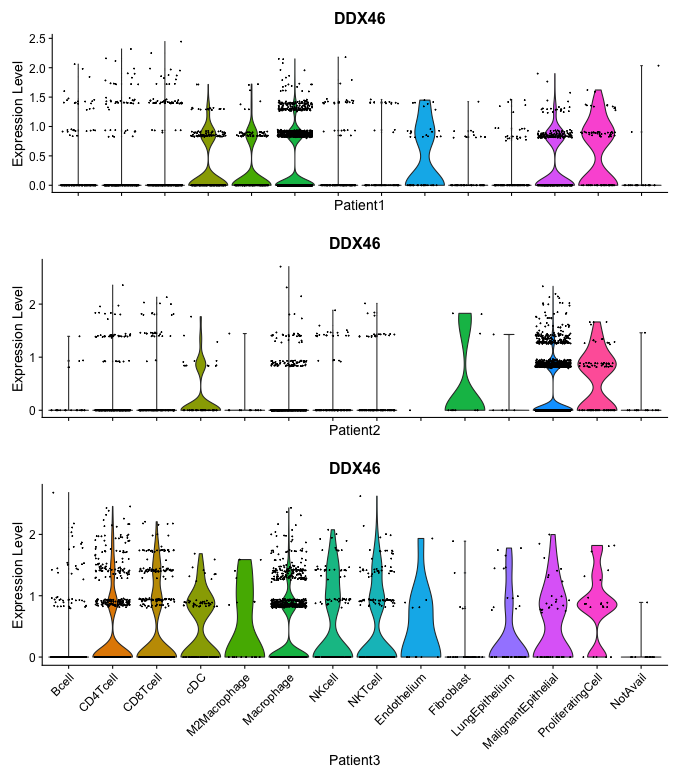 DDX46
Expression Level
2.5
2.0
1.5
1.0
0.5
0.0
Patient1
DDX46
Expression Level
2
1
0
Patient2
DDX46
Expression Level
2
1
0
Bcell
CD4Tcell
CD8Tcell
cDC
M2Macrophage
Macrophage
NKcell
NKTcell
Endothelium
Fibroblast
LungEpithelium
MalignantEpithelial
ProliferatingCell
NotAvail
Patient3